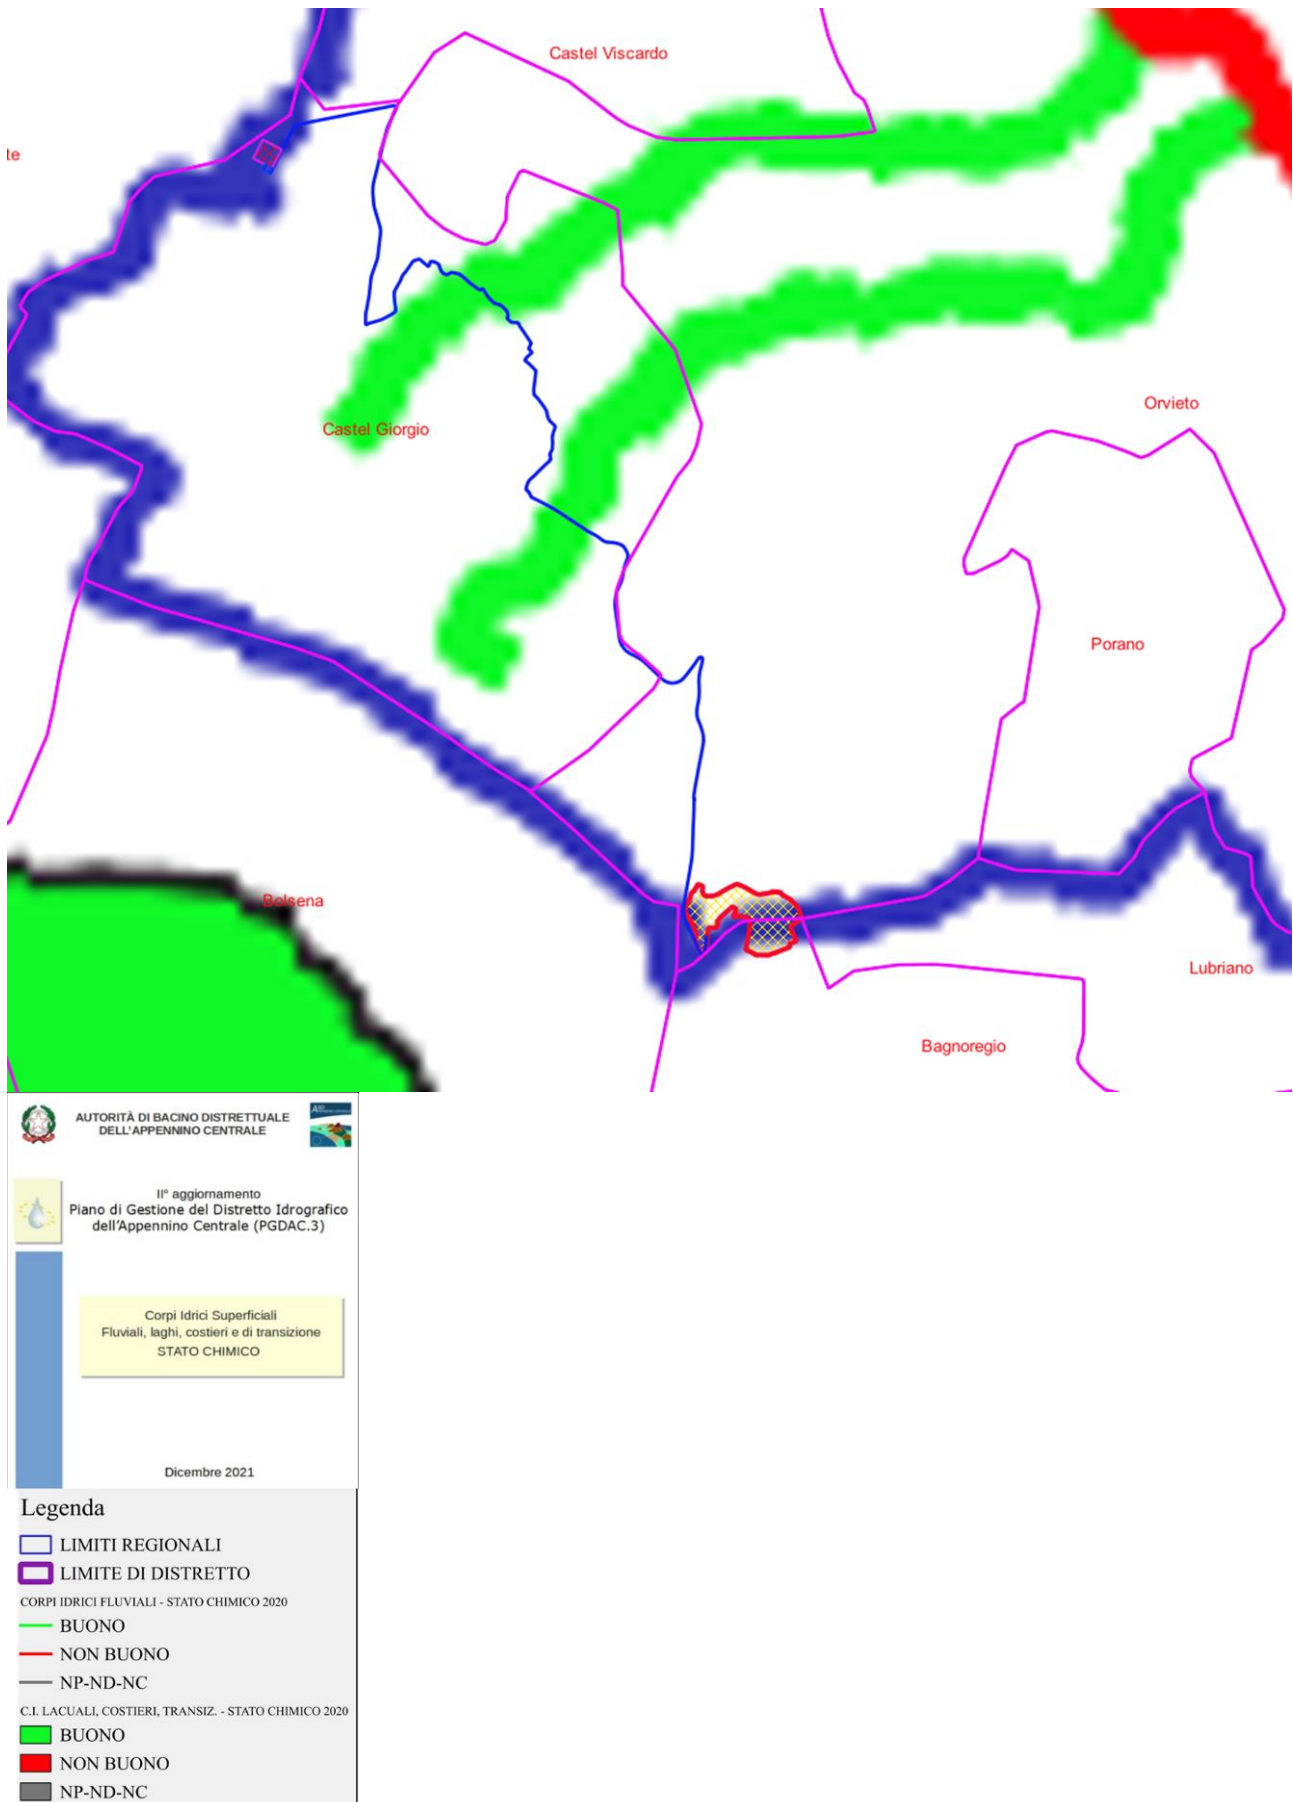 Castel Viscardo
te
Orvieto
Castel Giorgio
Porano
Bolsena
Lubriano
Bagnoregio
AUTORITÀ DI BACINO DISTRETTUALE
DELL'APPENNINO CENTRALE
II° aggiornamento
Piano di Gestione del Distretto Idrografico
dell'Appennino Centrale (PGDAC.3)
Corpi Idrici Superficiali
Fluviali, laghi, costieri e di transizione
STATO CHIMICO
Dicembre 2021
Legenda
LIMITI REGIONALI
LIMITE DI DISTRETTO
CORPI IDRICI FLUVIALI - STATO CHIMICO 2020
BUONO
NON BUONO
NP-ND-NC
C.I. LACUALI, COSTIERI, TRANSIZ. - STATO CHIMICO 2020
BUONO
NON BUONO
NP-ND-NC